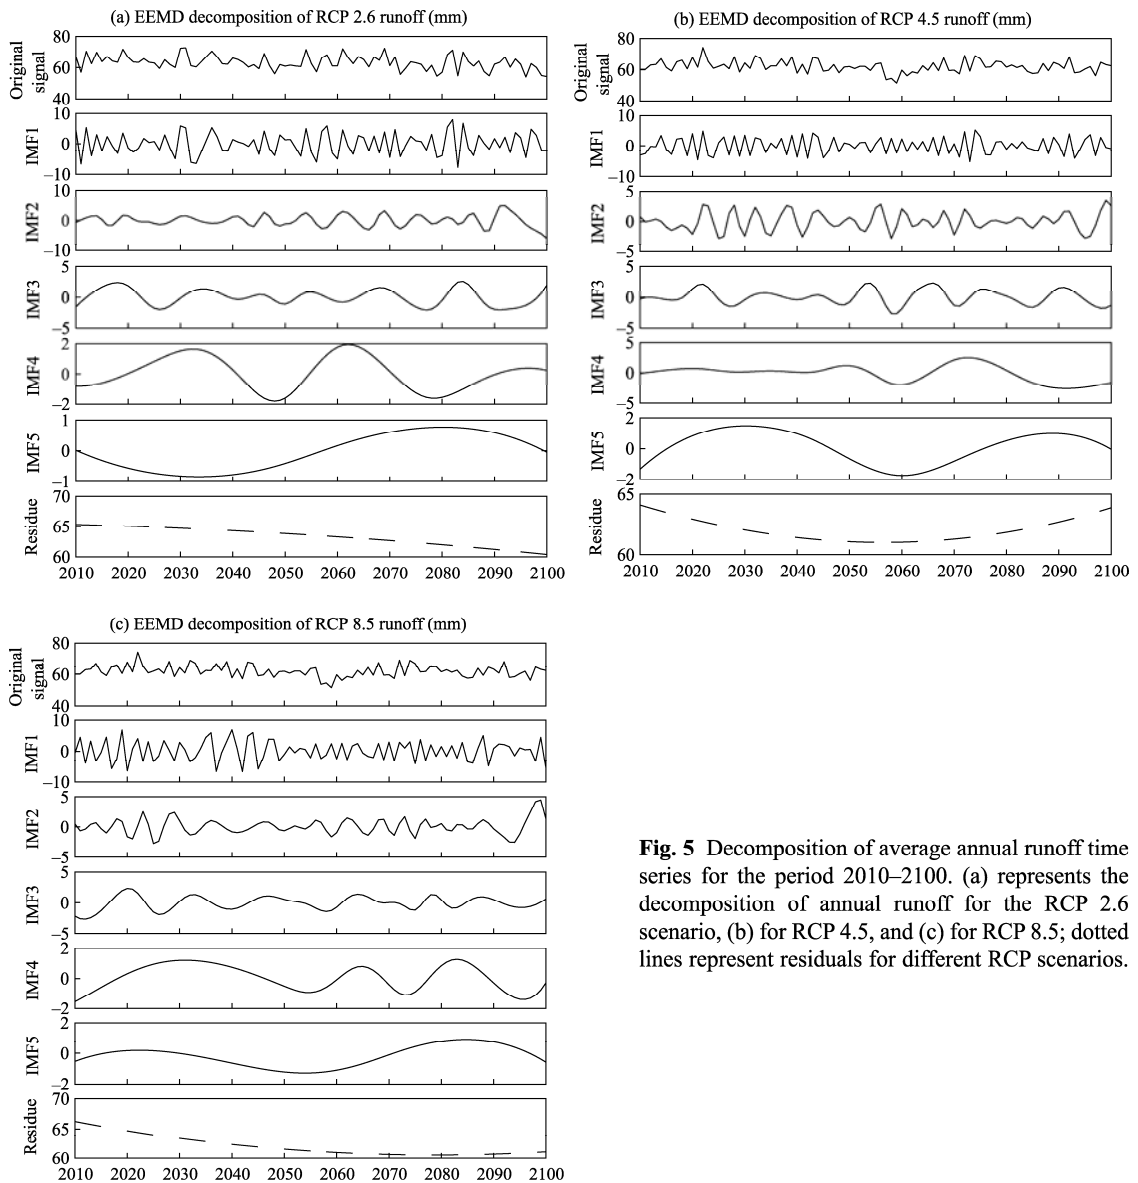 (a) EEMD decomposition of RCP 2.6 runoff (mm)
Original signal
80
60
40
IMF1
10
0
−10
IMF2
10
0
−10
IMF3
5
0
−5
IMF4
2
0
−2
IMF5
1
0
−1
Residue
70
65
60
2010 2020 2030 2040 2050 2060 2070 2080 2090 2100
(b) EEMD decomposition of RCP 4.5 runoff (mm)
Original signal
80
60
40
IMF1
10
0
−10
IMF2
5
0
−5
IMF3
5
0
−5
IMF4
5
0
−5
IMF5
2
0
−2
Residue
65
60
2010 2020 2030 2040 2050 2060 2070 2080 2090 2100
(c) EEMD decomposition of RCP 8.5 runoff (mm)
Original signal
80
60
40
IMF1
10
0
−10
IMF2
5
0
−5
IMF3
5
0
−5
IMF4
2
0
−2
IMF5
2
0
−2
Residue
70
65
60
2010 2020 2030 2040 2050 2060 2070 2080 2090 2100
Fig. 5 Decomposition of average annual runoff time
series for the period 2010–2100. (a) represents the
decomposition of annual runoff for the RCP 2.6
scenario, (b) for RCP 4.5, and (c) for RCP 8.5; dotted
lines represent residuals for different RCP scenarios.